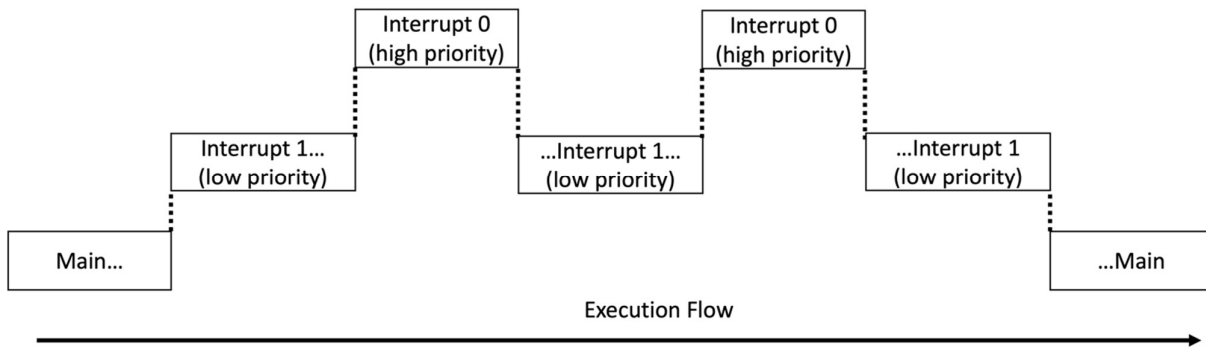 Interrupt 0
(high priority)
Interrupt 0
(high priority)
Interrupt 1...
(low priority)
...Interrupt 1...
(low priority)
...Interrupt 1
(low priority)
Main...
...Main
Execution Flow